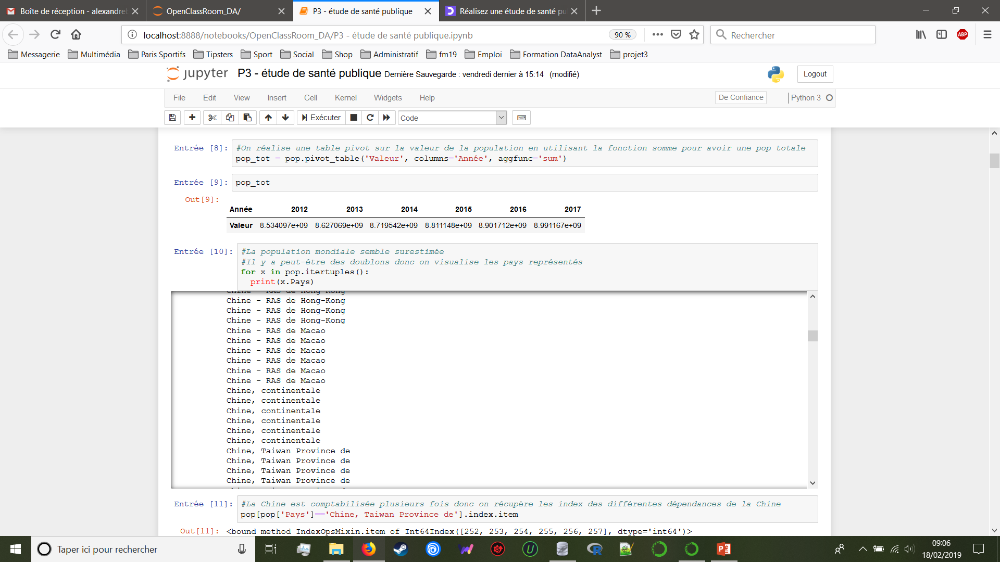 Boîte de réception - alexandrel
OpenClassRoom_DA/
P3 - étude de santé publique
Réalisez une étude de santé pu
localhost:8888/notebooks/OpenClassRoom_DA/P3 - étude de santé publique.ipynb
90 %
Rechercher
ABP
Messagerie
Multimédia
Paris Sportifs
Tipsters
Sport
Social
Shop
Administratif
fm19
Emploi
Formation DataAnalyst
projet3
jupyter
P3 - étude de santé publique
Dernière Sauvegarde : vendredi dernier à 15:14 (modifié)
Logout
File
Edit
View
Insert
Cell
Kernel
Widgets
Help
De Confiance
Python 3
Exécuter
Code
Entrée [8]:
#On réalise une table pivot sur la valeur de la population en utilisant la fonction somme pour avoir une pop totale
pop_tot = pop.pivot_table('Valeur', columns='Année', aggfunc='sum')
Entrée [9]:
pop_tot
Out[9]:
Année 2012 2013 2014 2015 2016 2017
Valeur 8.534097e+09 8.627069e+09 8.719542e+09 8.811148e+09 8.901712e+09 8.991167e+09
Entrée [10]:
#La population mondiale semble surestimée
#Il y a peut-être des doublons donc on visualise les pays représentés
for x in pop.itertuples():
print(x.Pays)
Chine - RAS de Hong-Kong
Chine - RAS de Hong-Kong
Chine - RAS de Hong-Kong
Chine - RAS de Hong-Kong
Chine - RAS de Macao
Chine - RAS de Macao
Chine - RAS de Macao
Chine - RAS de Macao
Chine - RAS de Macao
Chine - RAS de Macao
Chine, continentale
Chine, continentale
Chine, continentale
Chine, continentale
Chine, continentale
Chine, continentale
Chine, Taiwan Province de
Chine, Taiwan Province de
Chine, Taiwan Province de
Chine, Taiwan Province de
Entrée [11]:
#La Chine est comptabilisée plusieurs fois donc on récupère les index des différentes dépendances de la Chine
pop[pop['Pays']=='Chine, Taiwan Province de'].index.item
Out[11]:
<bound method IndexOpsMixin.item of Int64Index([252, 253, 254, 255, 256, 257], dtype='int64')>
Taper ici pour rechercher
09:06
18/02/2019